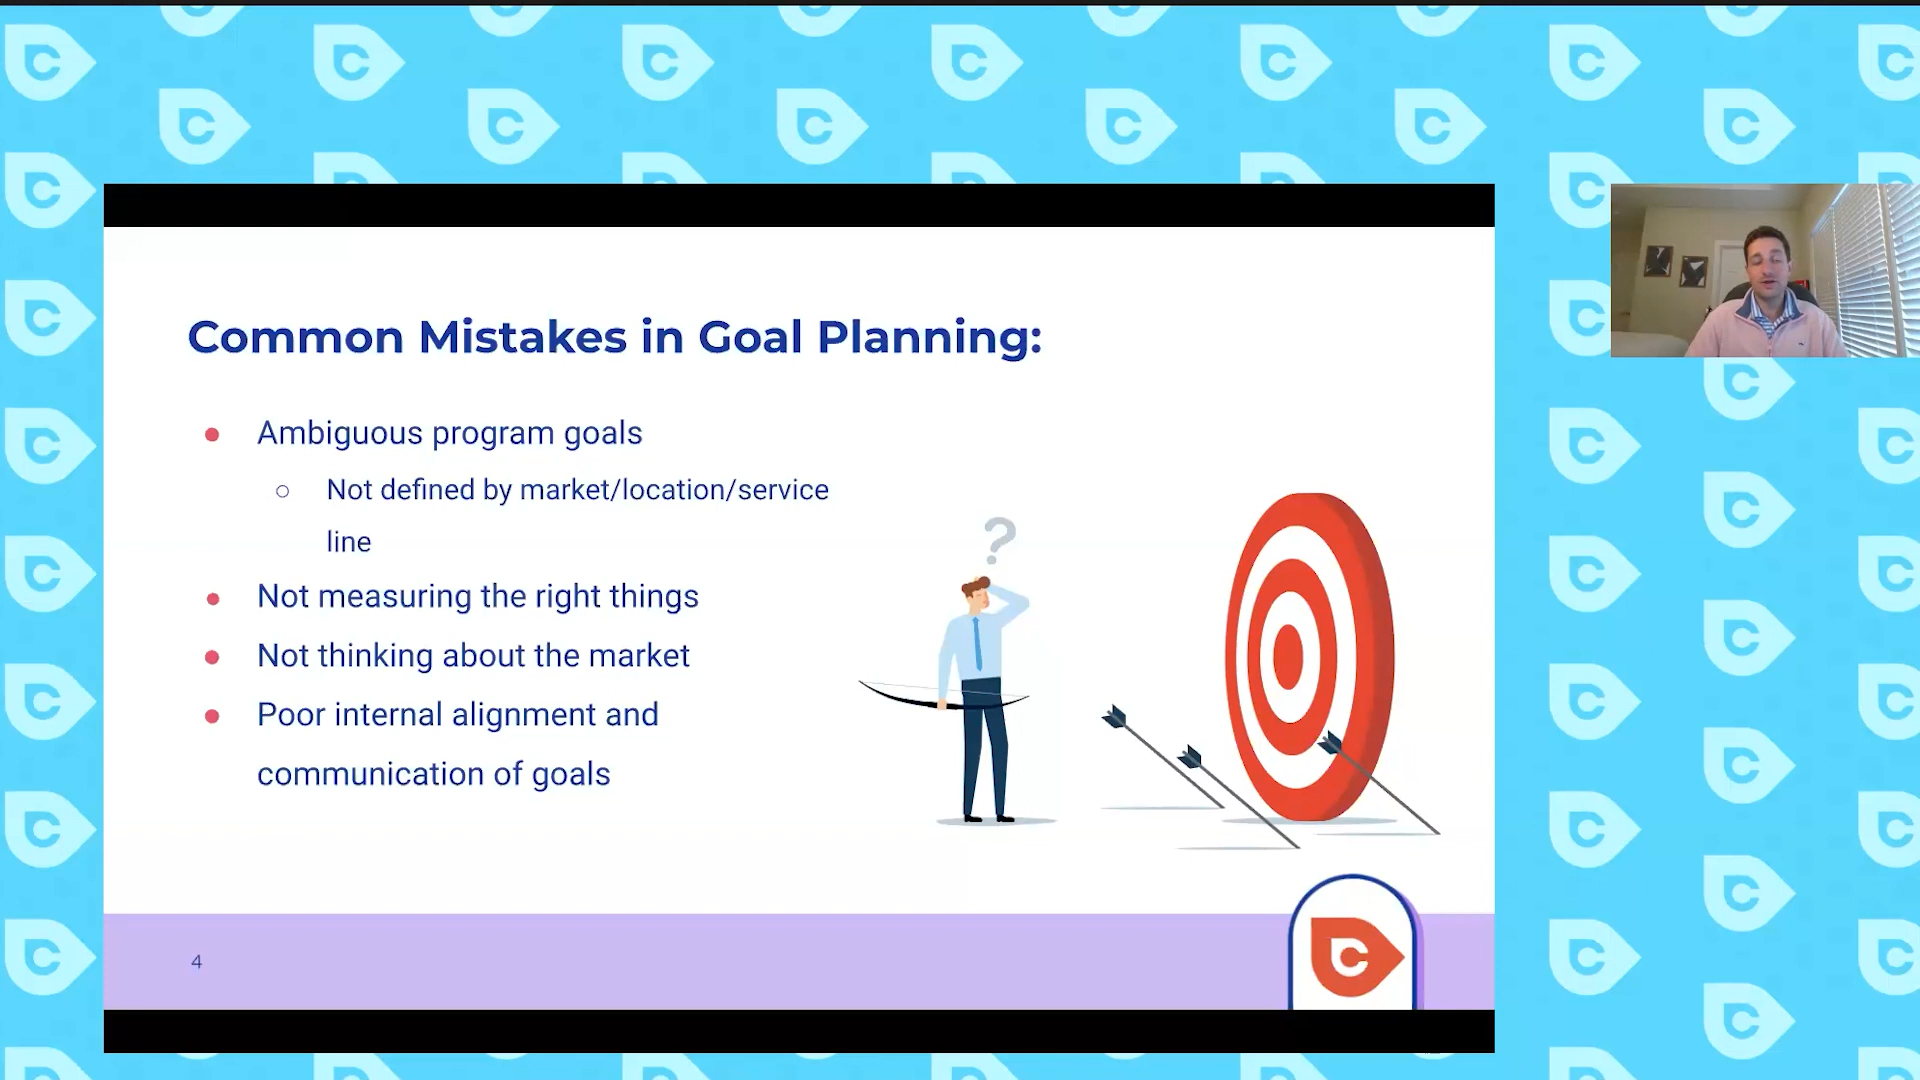 Common Mistakes in Goal Planning:
● Ambiguous program goals
○ Not defined by market/location/service
line
● Not measuring the right things
● Not thinking about the market
● Poor internal alignment and
communication of goals
?
4
C